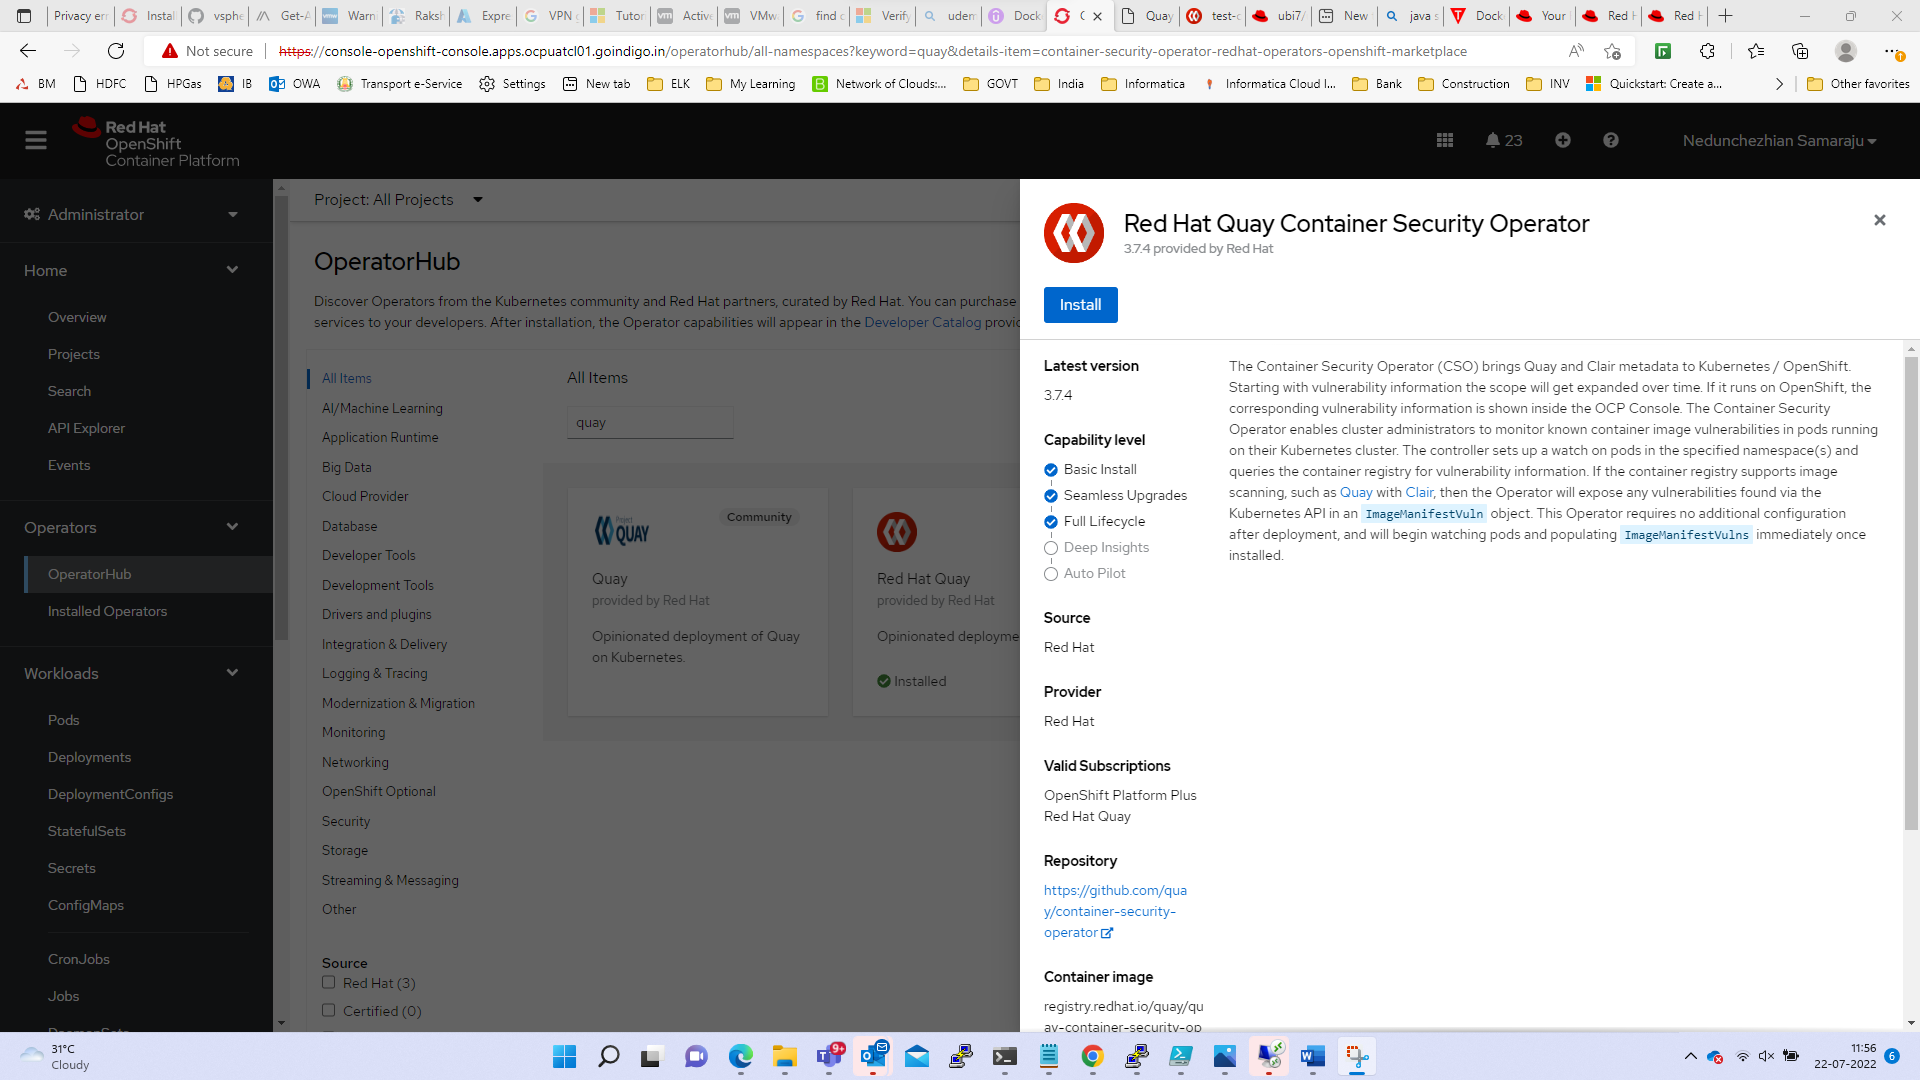 Privacy err
Instal
vsphe
Get-A
Warn
Raksh
Expre
VPN g
Tutor
Active
VMw
find c
Verify
udem
Dock
Quay
test-c
ubi7/
New
java s
Dock
Your
Red H
Red H
Not secure
https://console-openshift-console.apps.ocpuatcl01.goindigo.in/operatorhub/all-namespaces?keyword=quay&details-item=container-security-operator-redhat-operators-openshift-marketplace
BM
HDFC
HPGas
IB
OWA
Transport e-Service
Settings
New tab
ELK
My Learning
Network of Clouds:...
GOVT
India
Informatica
Informatica Cloud I...
Bank
Construction
INV
Quickstart: Create a...
Other favorites
Red Hat
OpenShift
Container Platform
23
Nedunchezhian Samaraju
Administrator
Home
Overview
Projects
Search
API Explorer
Events
Operators
OperatorHub
Installed Operators
Workloads
Pods
Deployments
DeploymentConfigs
StatefulSets
Secrets
ConfigMaps
CronJobs
Jobs
DaemonSets
Project: All Projects
OperatorHub
Discover Operators from the Kubernetes community and Red Hat partners, curated by Red Hat. You can purchase
services to your developers. After installation, the Operator capabilities will appear in the Developer Catalog provi
All Items
AI/Machine Learning
Application Runtime
Big Data
Cloud Provider
Database
Developer Tools
Development Tools
Drivers and plugins
Integration & Delivery
Logging & Tracing
Modernization & Migration
Monitoring
Networking
OpenShift Optional
Security
Storage
Streaming & Messaging
Other
Source
Red Hat (3)
Certified (0)
All Items
quay
Project
QUAY
Community
Quay
provided by Red Hat
Opinionated deployment of Quay
on Kubernetes.
Red Hat Quay
provided by Red Hat
Opinionated deployme
Installed
Red Hat Quay Container Security Operator
3.7.4 provided by Red Hat
Install
Latest version
3.7.4
Capability level
Basic Install
Seamless Upgrades
Full Lifecycle
Deep Insights
Auto Pilot
Source
Red Hat
Provider
Red Hat
Valid Subscriptions
OpenShift Platform Plus
Red Hat Quay
Repository
https://github.com/qua
y/container-security-
operator
Container image
registry.redhat.io/quay/qu
ay-container-security-op
The Container Security Operator (CSO) brings Quay and Clair metadata to Kubernetes / OpenShift.
Starting with vulnerability information the scope will get expanded over time. If it runs on OpenShift, the
corresponding vulnerability information is shown inside the OCP Console. The Container Security
Operator enables cluster administrators to monitor known container image vulnerabilities in pods running
on their Kubernetes cluster. The controller sets up a watch on pods in the specified namespace(s) and
queries the container registry for vulnerability information. If the container registry supports image
scanning, such as Quay with Clair, then the Operator will expose any vulnerabilities found via the
Kubernetes API in an ImageManifestVuln object. This Operator requires no additional configuration
after deployment, and will begin watching pods and populating ImageManifestVulns immediately once
installed.
31°C
Cloudy
9+
11:56
22-07-2022
6